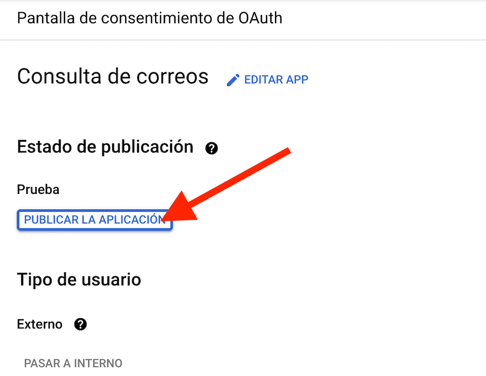 Pantalla de consentimiento de OAuth
Consulta de correos EDITAR APP
Estado de publicación ?
Prueba
PUBLICAR LA APLICACIÓN
Tipo de usuario
Externo ?
PASAR A INTERNO